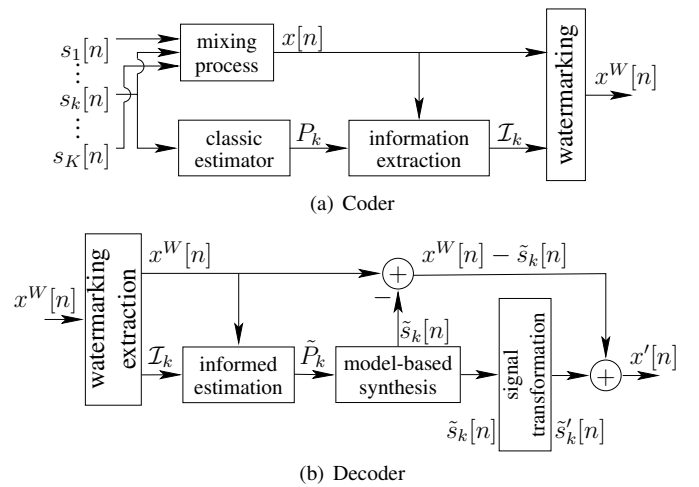 s_1[n]
⋮
s_k[n]
⋮
s_K[n]
mixing
process
x[n]
classic
estimator
P_k
information
extraction
I_k
watermarking
x^W[n]
(a) Coder
x^W[n]
watermarking
extraction
x^W[n]
I_k
informed
estimation
P̃_k
model-based
synthesis
+
−
s̃_k[n]
x^W[n] − s̃_k[n]
signal
transformation
s̃_k[n]
s̃′_k[n]
+
x′[n]
(b) Decoder